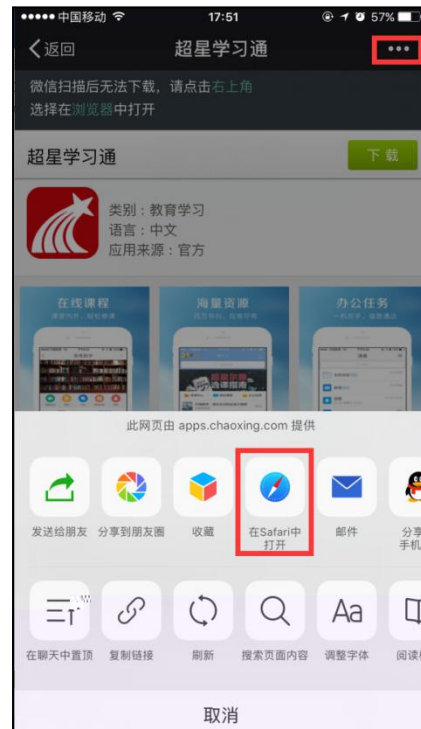 中国移动 17:51 57%
返回 超星学习通
微信扫描后无法下载，请点击右上角
选择在浏览器中打开
超星学习通 下载
类别：教育学习
语言：中文
应用来源：官方
在线课程 海量资源 办公任务
此网页由 apps.chaoxing.com 提供
发送给朋友 分享到朋友圈 收藏 在Safari中 邮件 分享
打开 手机
在聊天中置顶 复制链接 刷新 搜索页面内容 调整字体 阅读
取消